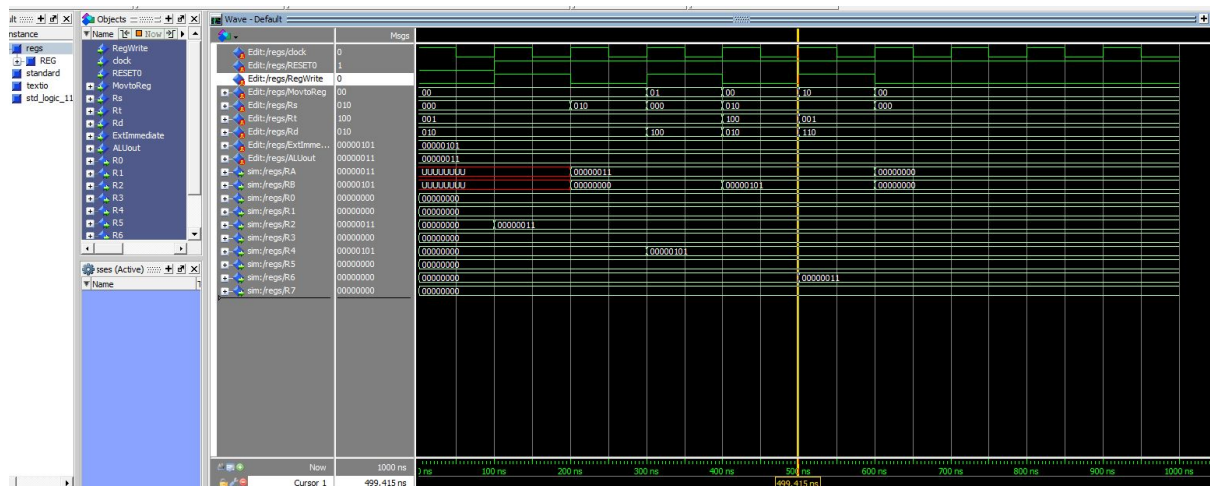 ult
Objects
Wave - Default
nstance
Name
Now
Msgs
regs
REG
standard
textio
std_logic_11
RegWrite
clock
RESET0
MovtoReg
Rs
Rt
Rd
ExtImmediate
ALUout
R0
R1
R2
R3
R4
R5
R6
sses (Active)
Name
Edit:/regs/clock 0
Edit:/regs/RESET0 1
Edit:/regs/RegWrite 0
Edit:/regs/MovtoReg 00 00 01 00 10 00
Edit:/regs/Rs 010 000 010 000 010 000
Edit:/regs/Rt 100 001 100 001
Edit:/regs/Rd 010 010 100 010 110
Edit:/regs/ExtImme... 00000101 00000101
Edit:/regs/ALUout 00000011 00000011
sim:/regs/RA 00000011 UUUUUUUU 00000011 00000000
sim:/regs/RB 00000101 UUUUUUUU 00000000 00000101 00000000
sim:/regs/R0 00000000 00000000
sim:/regs/R1 00000000 00000000
sim:/regs/R2 00000011 00000000 00000011
sim:/regs/R3 00000000 00000000
sim:/regs/R4 00000101 00000000 00000101
sim:/regs/R5 00000000 00000000
sim:/regs/R6 00000000 00000000 00000011
sim:/regs/R7 00000000 00000000
Now 1000 ns ns 100 ns 200 ns 300 ns 400 ns 500 ns 600 ns 700 ns 800 ns 900 ns 1000 ns
Cursor 1 499.415 ns 499.415 ns